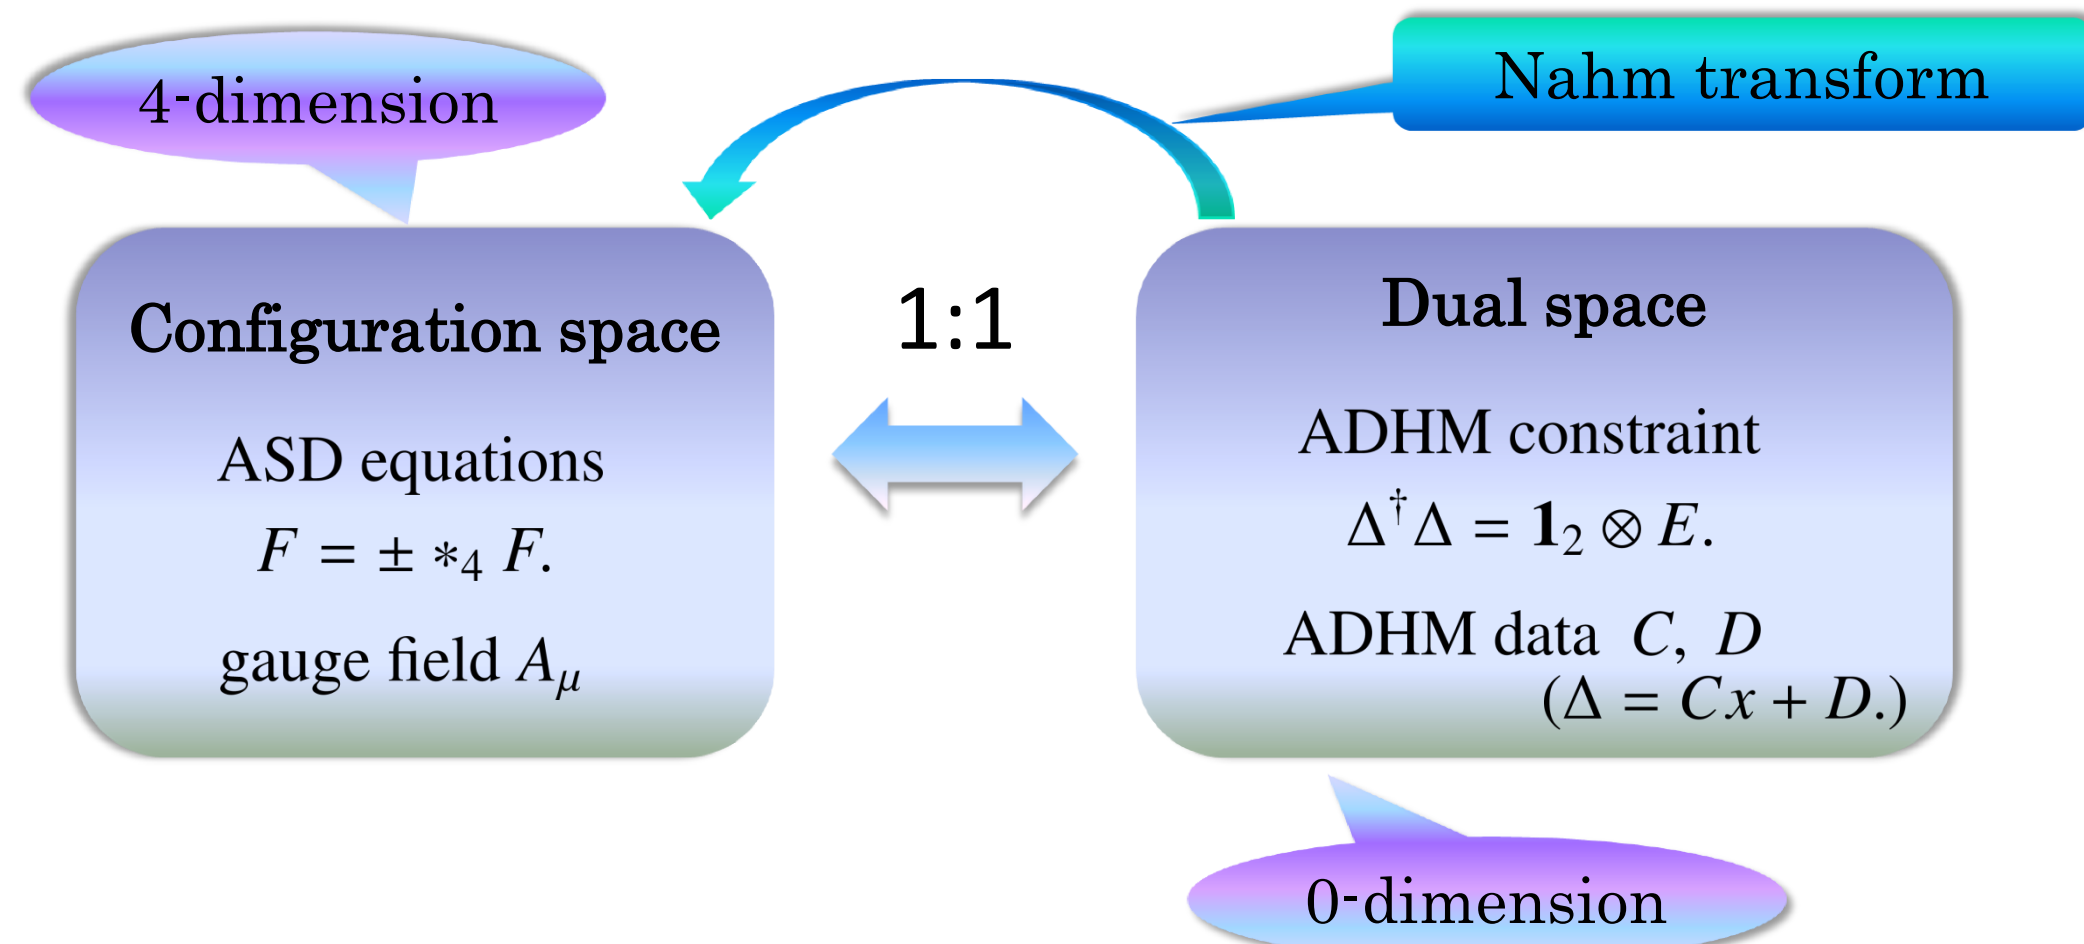 4-dimension
Nahm transform
Configuration space
ASD equations
F = ± *₄ F.
gauge field A_μ
1:1
Dual space
ADHM constraint
Δ†Δ = 𝟏₂ ⊗ E.
ADHM data C, D
(Δ = Cx + D.)
0-dimension